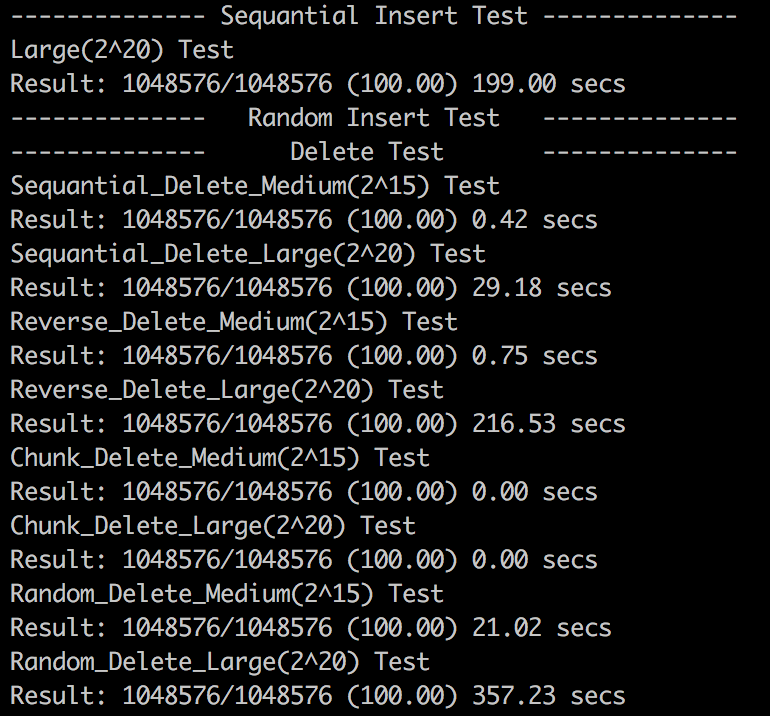 -------------- Sequantial Insert Test --------------
Large(2^20) Test
Result: 1048576/1048576 (100.00) 199.00 secs
--------------   Random Insert Test   --------------
--------------      Delete Test       --------------
Sequantial_Delete_Medium(2^15) Test
Result: 1048576/1048576 (100.00) 0.42 secs
Sequantial_Delete_Large(2^20) Test
Result: 1048576/1048576 (100.00) 29.18 secs
Reverse_Delete_Medium(2^15) Test
Result: 1048576/1048576 (100.00) 0.75 secs
Reverse_Delete_Large(2^20) Test
Result: 1048576/1048576 (100.00) 216.53 secs
Chunk_Delete_Medium(2^15) Test
Result: 1048576/1048576 (100.00) 0.00 secs
Chunk_Delete_Large(2^20) Test
Result: 1048576/1048576 (100.00) 0.00 secs
Random_Delete_Medium(2^15) Test
Result: 1048576/1048576 (100.00) 21.02 secs
Random_Delete_Large(2^20) Test
Result: 1048576/1048576 (100.00) 357.23 secs